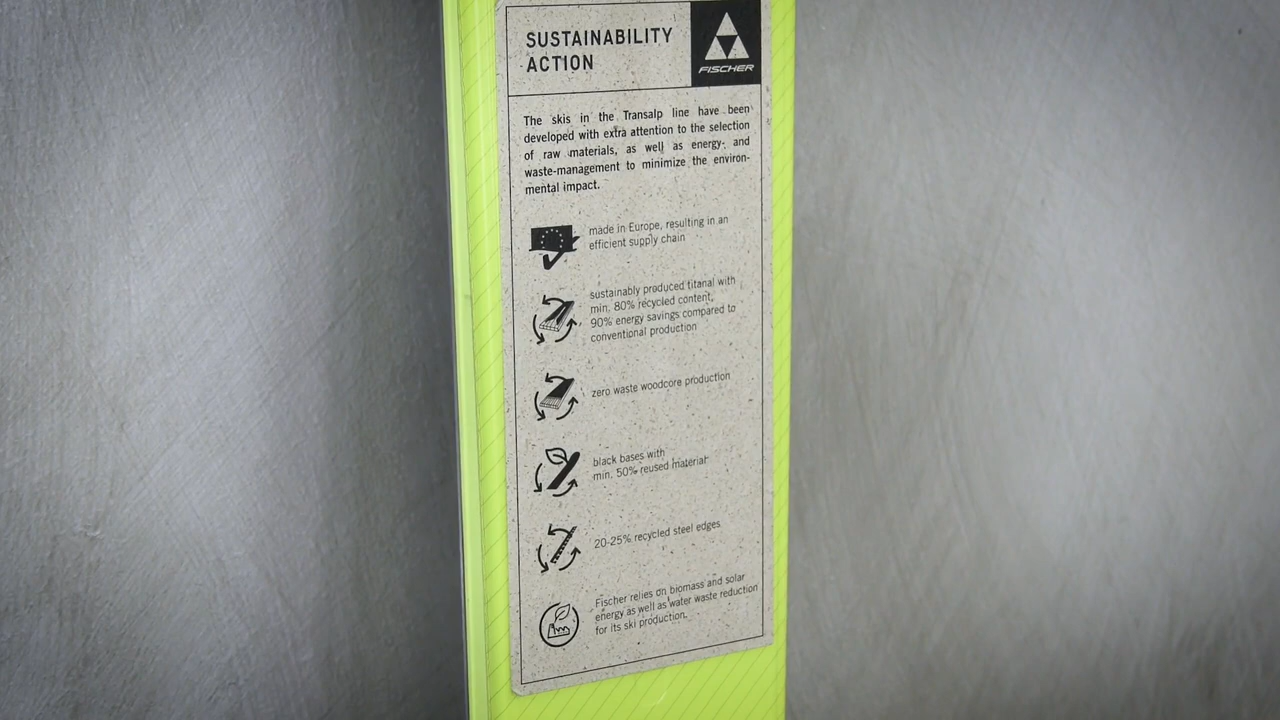 SUSTAINABILITY
ACTION
FISCHER
The skis in the Transalp line have been
developed with extra attention to the selection
of raw materials, as well as energy- and
waste-management to minimize the environ-
mental impact.
made in Europe, resulting in an
efficient supply chain
sustainably produced titanal with
min. 80% recycled content,
90% energy savings compared to
conventional production
zero waste woodcore production
black bases with
min. 50% reused material
20-25% recycled steel edges
Fischer relies on biomass and solar
energy as well as water waste reduction
for its ski production.